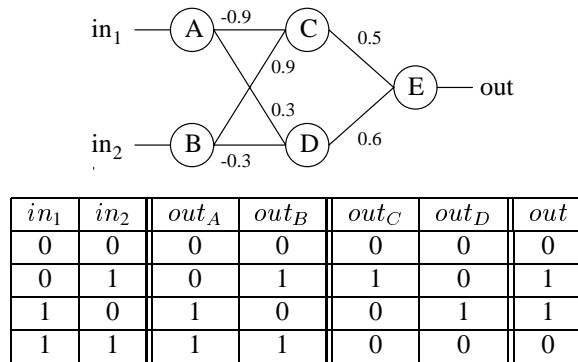 -0.9
in1 A C
0.5
0.9
E out
0.3
0.6
in2 B D
-0.3
in1 in2 outA outB outC outD out
0 0 0 0 0 0 0
0 1 0 1 1 0 1
1 0 1 0 0 1 1
1 1 1 1 0 0 0